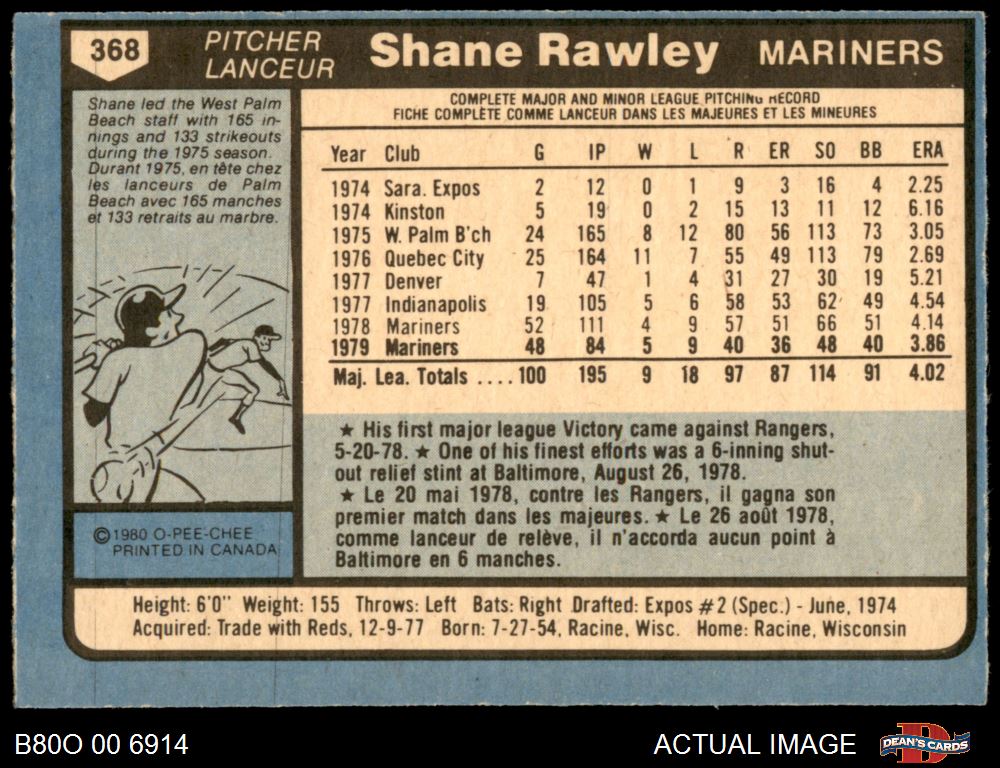 368
PITCHER
LANCEUR
Shane Rawley
MARINERS
Shane led the West Palm
Beach staff with 165 in-
nings and 133 strikeouts
during the 1975 season.
Durant 1975, en tête chez
les lanceurs de Palm
Beach avec 165 manches
et 133 retraits au marbre.
COMPLETE MAJOR AND MINOR LEAGUE PITCHING RECORD
FICHE COMPLÈTE COMME LANCEUR DANS LES MAJEURES ET LES MINEURES
Year Club G IP W L R ER SO BB ERA
1974 Sara. Expos 2 12 0 1 9 3 16 4 2.25
1974 Kinston 5 19 0 2 15 13 11 12 6.16
1975 W. Palm B'ch 24 165 8 12 80 56 113 73 3.05
1976 Quebec City 25 164 11 7 55 49 113 79 2.69
1977 Denver 7 47 1 4 31 27 30 19 5.21
1977 Indianapolis 19 105 5 6 58 53 62 49 4.54
1978 Mariners 52 111 4 9 57 51 66 51 4.14
1979 Mariners 48 84 5 9 40 36 48 40 3.86
Maj. Lea. Totals .... 100 195 9 18 97 87 114 91 4.02
★ His first major league Victory came against Rangers,
5-20-78. ★ One of his finest efforts was a 6-inning shut-
out relief stint at Baltimore, August 26, 1978.
★ Le 20 mai 1978, contre les Rangers, il gagna son
premier match dans les majeures. ★ Le 26 août 1978,
comme lanceur de relève, il n'accorda aucun point à
Baltimore en 6 manches.
©1980 O-PEE-CHEE
PRINTED IN CANADA
Height: 6'0" Weight: 155 Throws: Left Bats: Right Drafted: Expos #2 (Spec.) - June, 1974
Acquired: Trade with Reds, 12-9-77 Born: 7-27-54, Racine, Wisc. Home: Racine, Wisconsin
B80O 00 6914
ACTUAL IMAGE
D
DEAN'S CARDS